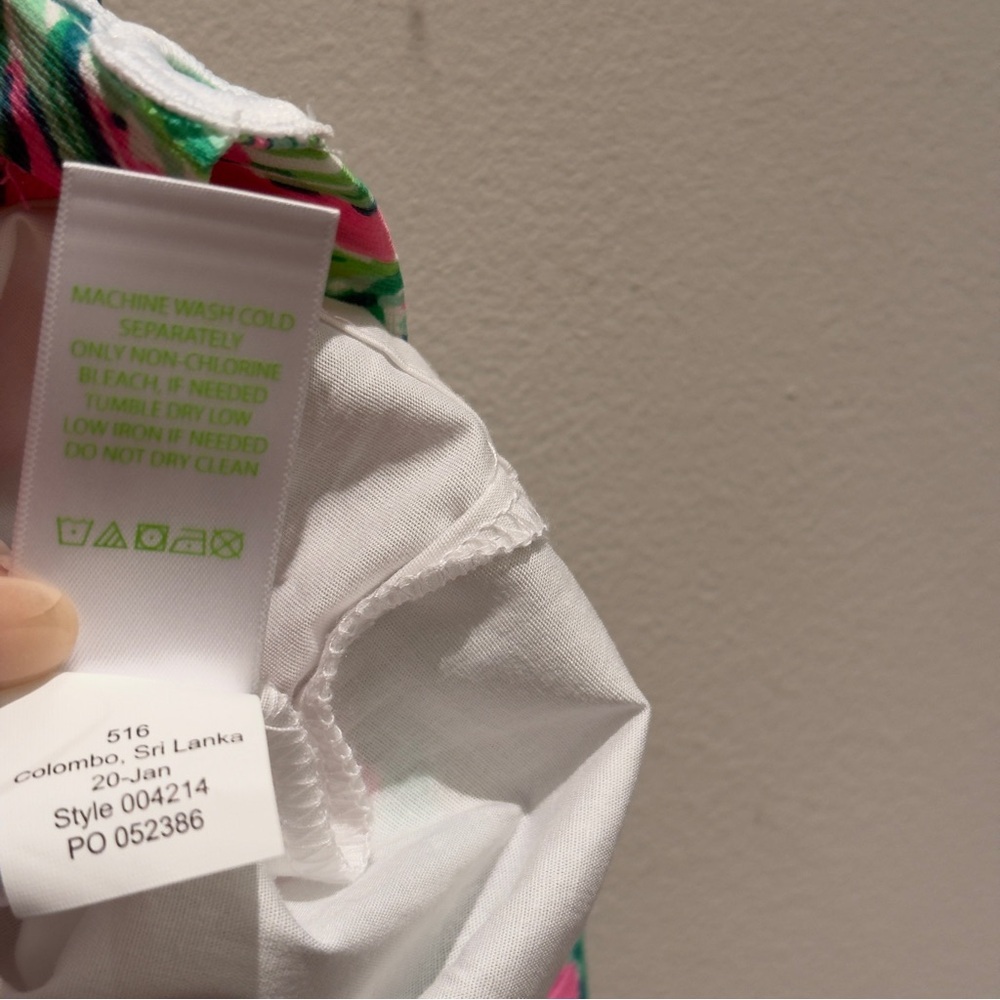 MACHINE WASH COLD
SEPARATELY
ONLY NON-CHLORINE
BLEACH, IF NEEDED
TUMBLE DRY LOW
LOW IRON IF NEEDED
DO NOT DRY CLEAN
516
Colombo, Sri Lanka
20-Jan
Style 004214
PO 052386